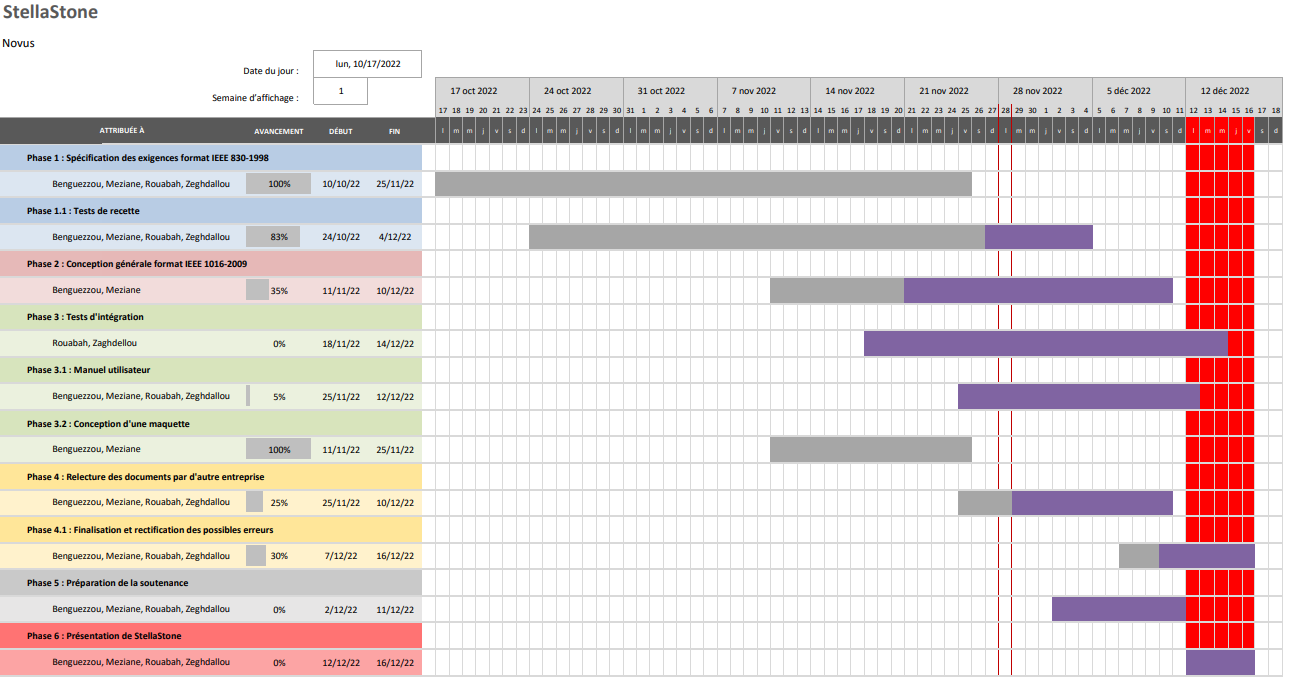 StellaStone
Novus
Date du jour : lun, 10/17/2022
Semaine d'affichage : 1
17 oct 2022 24 oct 2022 31 oct 2022 7 nov 2022 14 nov 2022 21 nov 2022 28 nov 2022 5 déc 2022 12 déc 2022
17 18 19 20 21 22 23 24 25 26 27 28 29 30 31 1 2 3 4 5 6 7 8 9 10 11 12 13 14 15 16 17 18 19 20 21 22 23 24 25 26 27 28 29 30 1 2 3 4 5 6 7 8 9 10 11 12 13 14 15 16 17 18
ATTRIBUÉE À AVANCEMENT DÉBUT FIN l m m j v s d l m m j v s d l m m j v s d l m m j v s d l m m j v s d l m m j v s d l m m j v s d l m m j v s d l m m j v s d
Phase 1 : Spécification des exigences format IEEE 830-1998
Benguezzou, Meziane, Rouabah, Zeghdallou 100% 10/10/22 25/11/22
Phase 1.1 : Tests de recette
Benguezzou, Meziane, Rouabah, Zeghdallou 83% 24/10/22 4/12/22
Phase 2 : Conception générale format IEEE 1016-2009
Benguezzou, Meziane 35% 11/11/22 10/12/22
Phase 3 : Tests d'intégration
Rouabah, Zaghdellou 0% 18/11/22 14/12/22
Phase 3.1 : Manuel utilisateur
Benguezzou, Meziane, Rouabah, Zeghdallou 5% 25/11/22 12/12/22
Phase 3.2 : Conception d'une maquette
Benguezzou, Meziane 100% 11/11/22 25/11/22
Phase 4 : Relecture des documents par d'autre entreprise
Benguezzou, Meziane, Rouabah, Zeghdallou 25% 25/11/22 10/12/22
Phase 4.1 : Finalisation et rectification des possibles erreurs
Benguezzou, Meziane, Rouabah, Zeghdallou 30% 7/12/22 16/12/22
Phase 5 : Préparation de la soutenance
Benguezzou, Meziane, Rouabah, Zeghdallou 0% 2/12/22 11/12/22
Phase 6 : Présentation de StellaStone
Benguezzou, Meziane, Rouabah, Zeghdallou 0% 12/12/22 16/12/22